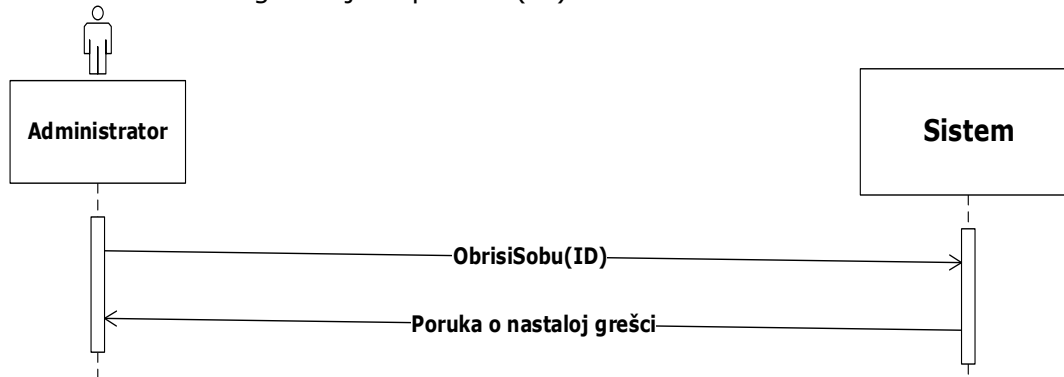 Administrator
Sistem
ObrisiSobu(ID)
Poruka o nastaloj grešci